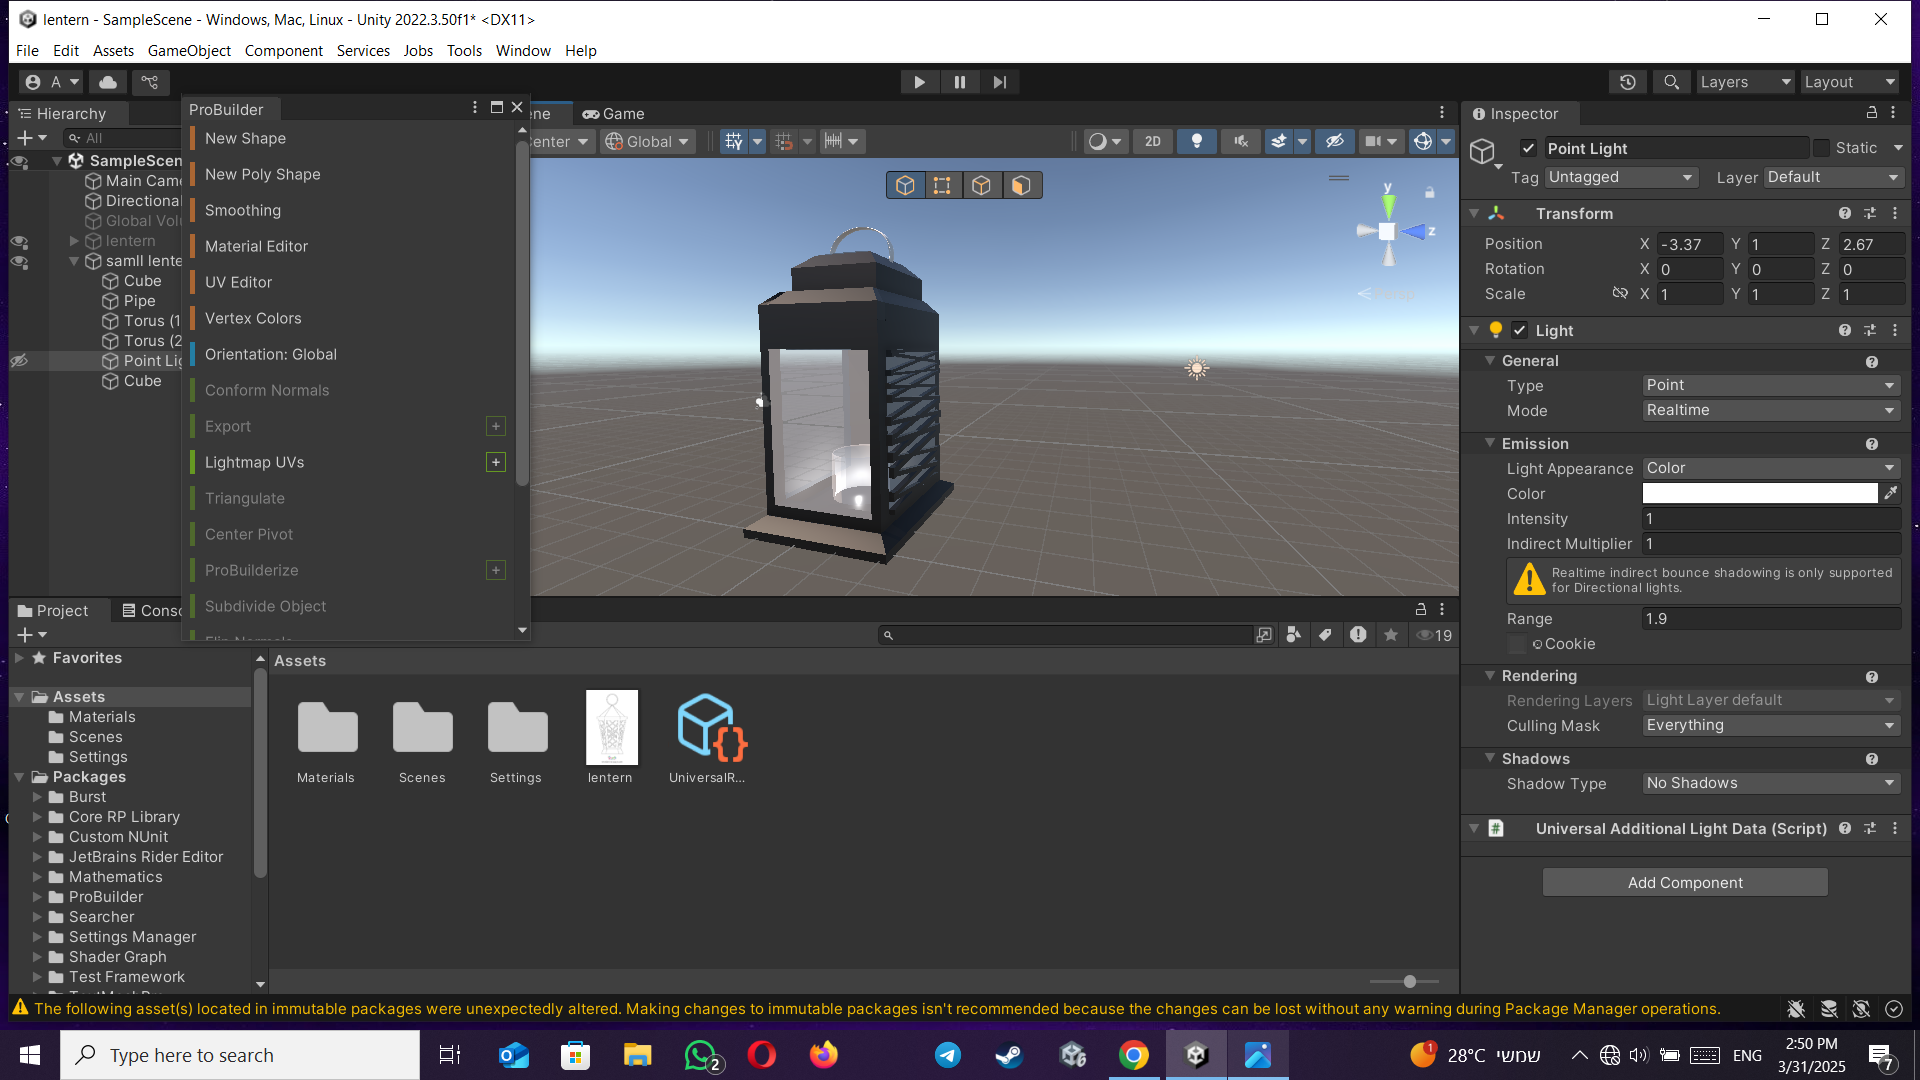 lentern - SampleScene - Windows, Mac, Linux - Unity 2022.3.50f1* <DX11>
File Edit Assets GameObject Component Services Jobs Tools Window Help
A
Layers Layout
Hierarchy
All
SampleScen
Main Came
Directional
Global Volu
lentern
samll lente
Cube
Pipe
Torus (1
Torus (2
Point Lig
Cube
ProBuilder
New Shape
New Poly Shape
Smoothing
Material Editor
UV Editor
Vertex Colors
Orientation: Global
Conform Normals
Export +
Lightmap UVs +
Triangulate
Center Pivot
ProBuilderize +
Subdivide Object
Flip Normals
ene Game
enter Global 2D
y
z
Persp
Inspector
Point Light Static
Tag Untagged Layer Default
Transform
Position X -3.37 Y 1 Z 2.67
Rotation X 0 Y 0 Z 0
Scale X 1 Y 1 Z 1
Light
General
Type Point
Mode Realtime
Emission
Light Appearance Color
Color
Intensity 1
Indirect Multiplier 1
Realtime indirect bounce shadowing is only supported
for Directional lights.
Range 1.9
Cookie
Rendering
Rendering Layers Light Layer default
Culling Mask Everything
Shadows
Shadow Type No Shadows
Universal Additional Light Data (Script)
Add Component
Project Conso
19
Favorites
Assets
Materials
Scenes
Settings
Packages
Burst
Core RP Library
Custom NUnit
JetBrains Rider Editor
Mathematics
ProBuilder
Searcher
Settings Manager
Shader Graph
Test Framework
Assets
Materials Scenes Settings lentern UniversalR...
The following asset(s) located in immutable packages were unexpectedly altered. Making changes to immutable packages isn't recommended because the changes can be lost without any warning during Package Manager operations.
Type here to search
2
6
1
28°C שמשי
ENG
2:50 PM
3/31/2025
7